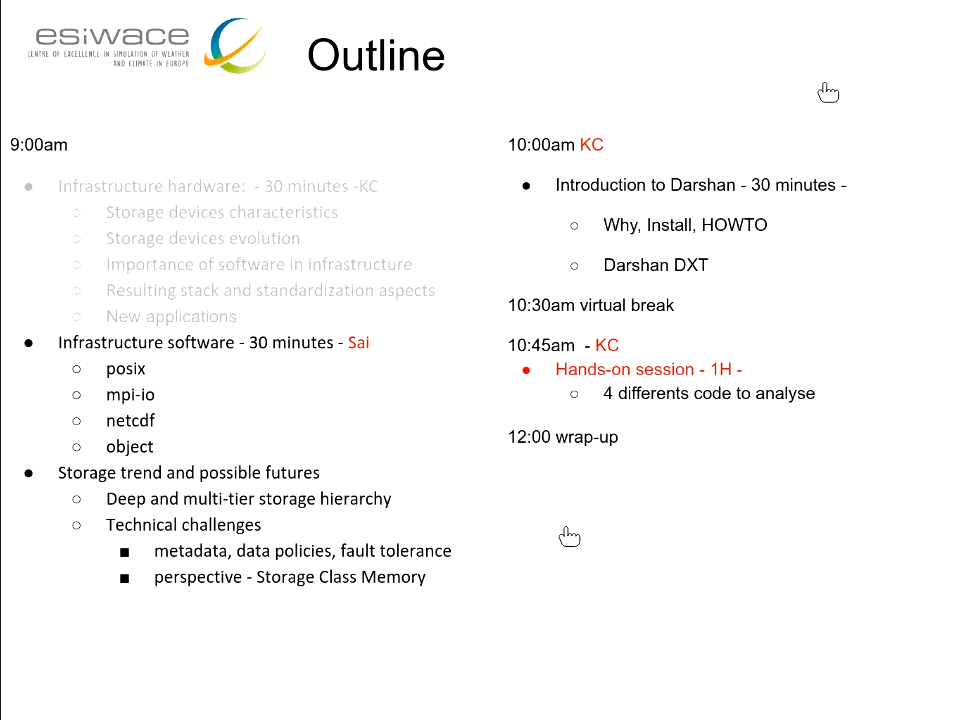 esiwace
CENTRE OF EXCELLENCE IN SIMULATION OF WEATHER
AND CLIMATE IN EUROPE
Outline
9:00am
● Infrastructure hardware:  - 30 minutes -KC
○ Storage devices characteristics
○ Storage devices evolution
○ Importance of software in infrastructure
○ Resulting stack and standardization aspects
○ New applications
● Infrastructure software - 30 minutes - Sai
○ posix
○ mpi-io
○ netcdf
○ object
● Storage trend and possible futures
○ Deep and multi-tier storage hierarchy
○ Technical challenges
■ metadata, data policies, fault tolerance
■ perspective - Storage Class Memory
10:00am KC
● Introduction to Darshan - 30 minutes -
○ Why, Install, HOWTO
○ Darshan DXT
10:30am virtual break
10:45am  - KC
● Hands-on session - 1H -
○ 4 differents code to analyse
12:00 wrap-up